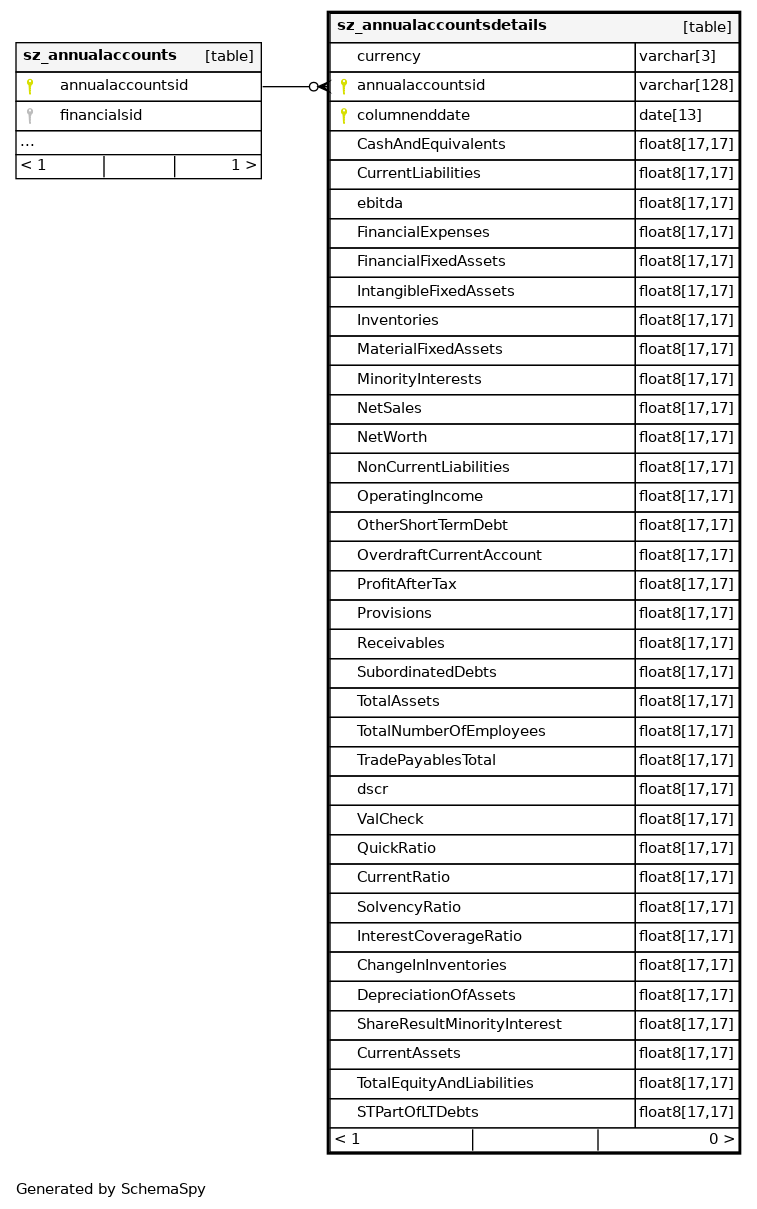 sz_annualaccounts [table]
annualaccountsid
financialsid
...
< 1 1 >
sz_annualaccountsdetails [table]
currency varchar[3]
annualaccountsid varchar[128]
columnenddate date[13]
CashAndEquivalents float8[17,17]
CurrentLiabilities float8[17,17]
ebitda float8[17,17]
FinancialExpenses float8[17,17]
FinancialFixedAssets float8[17,17]
IntangibleFixedAssets float8[17,17]
Inventories float8[17,17]
MaterialFixedAssets float8[17,17]
MinorityInterests float8[17,17]
NetSales float8[17,17]
NetWorth float8[17,17]
NonCurrentLiabilities float8[17,17]
OperatingIncome float8[17,17]
OtherShortTermDebt float8[17,17]
OverdraftCurrentAccount float8[17,17]
ProfitAfterTax float8[17,17]
Provisions float8[17,17]
Receivables float8[17,17]
SubordinatedDebts float8[17,17]
TotalAssets float8[17,17]
TotalNumberOfEmployees float8[17,17]
TradePayablesTotal float8[17,17]
dscr float8[17,17]
ValCheck float8[17,17]
QuickRatio float8[17,17]
CurrentRatio float8[17,17]
SolvencyRatio float8[17,17]
InterestCoverageRatio float8[17,17]
ChangeInInventories float8[17,17]
DepreciationOfAssets float8[17,17]
ShareResultMinorityInterest float8[17,17]
CurrentAssets float8[17,17]
TotalEquityAndLiabilities float8[17,17]
STPartOfLTDebts float8[17,17]
< 1 0 >
Generated by SchemaSpy